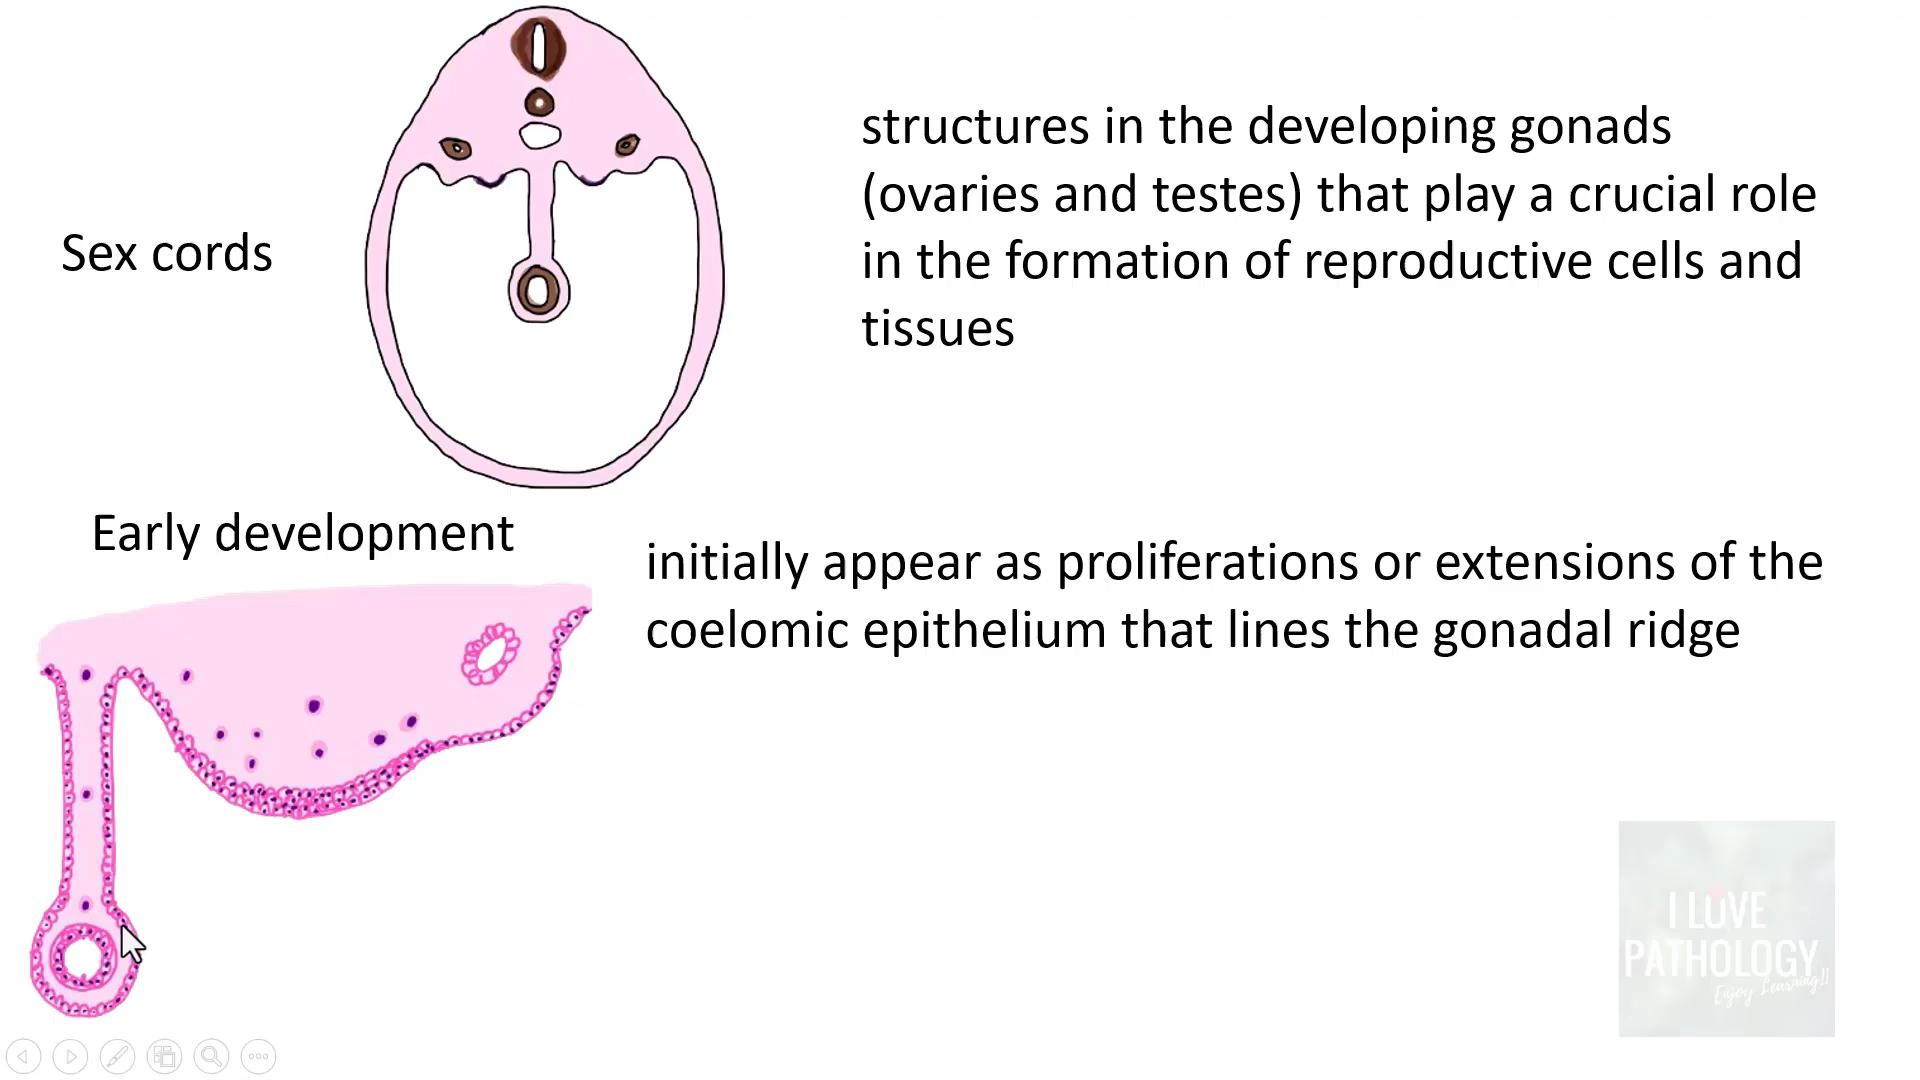 Sex cords
structures in the developing gonads
(ovaries and testes) that play a crucial role
in the formation of reproductive cells and
tissues
Early development
initially appear as proliferations or extensions of the
coelomic epithelium that lines the gonadal ridge
I LOVE
PATHOLOGY
Enjoy Learning!!